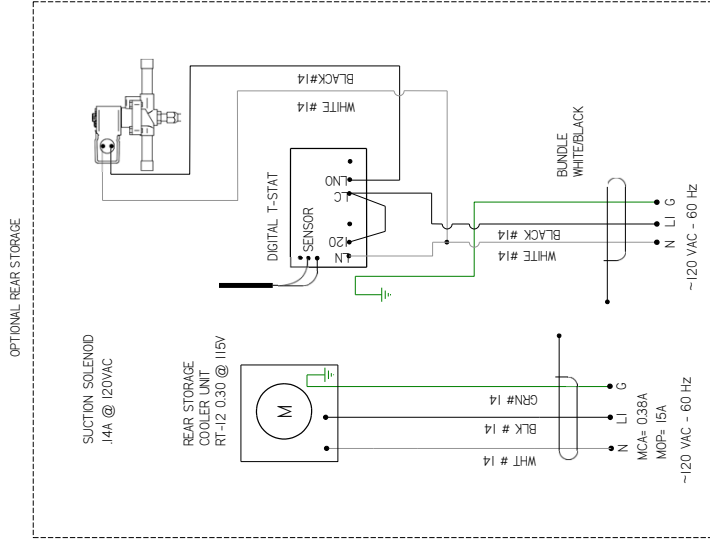 OPTIONAL REAR STORAGE
SUCTION SOLENOID
.14A @ 120VAC
BLACK#14
WHITE #14
DIGITAL T-STAT
SENSOR
LN
120
LC
LNO
BUNDLE
WHITE/BLACK
WHITE # 14
BLACK #14
N
L1
G
~120 VAC - 60 Hz
REAR STORAGE
COOLER UNIT
RT-12 0.30 @ 115V
M
GRN# 14
BLK # 14
WHT # 14
N
L1
G
MCA= 0.38A
MOP= 15A
~120 VAC - 60 Hz